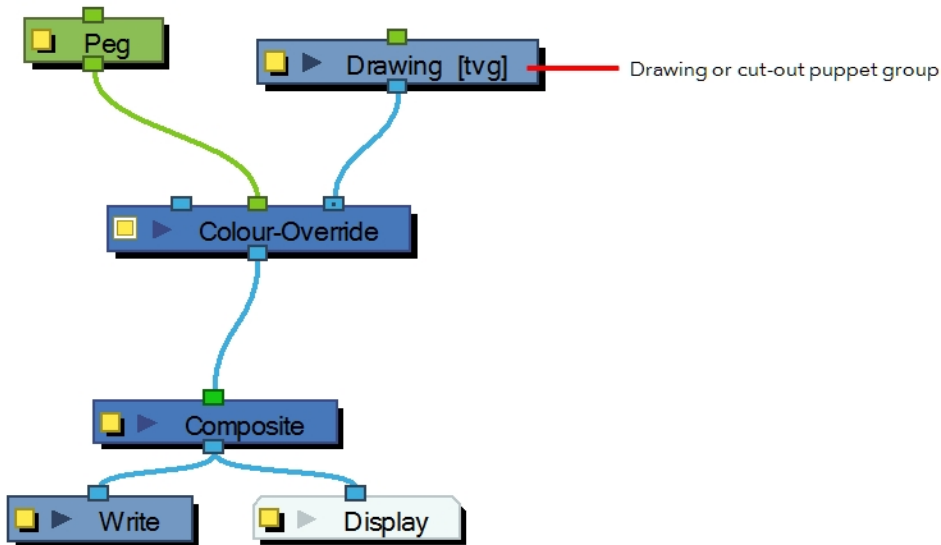 Peg
Drawing [tvg]
Drawing or cut-out puppet group
Colour-Override
Composite
Write
Display